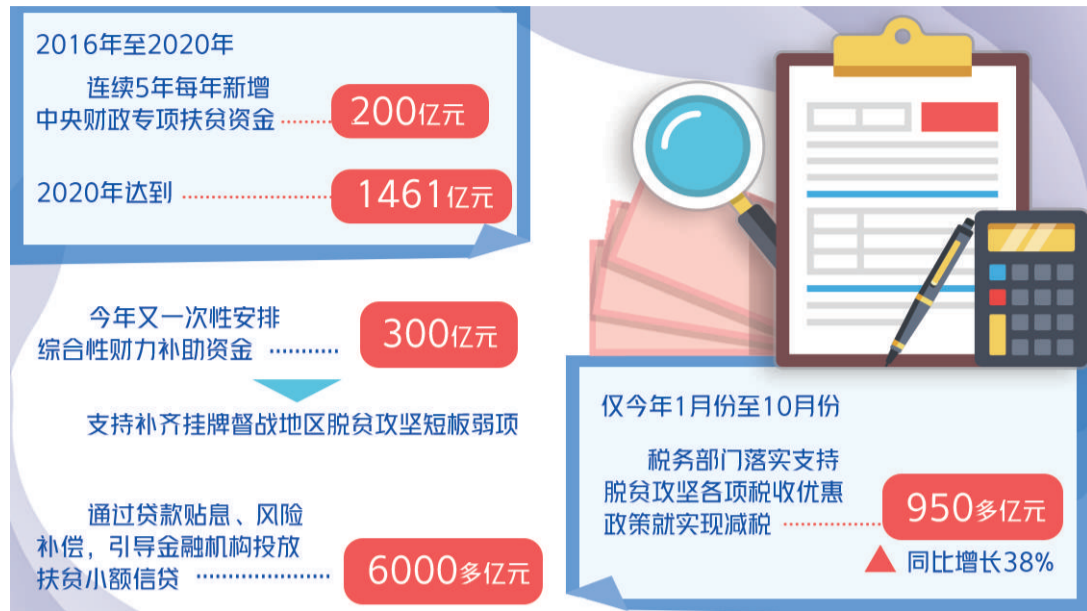 2016年至2020年
连续5年每年新增
中央财政专项扶贫资金
200亿元
2020年达到
1461亿元
今年又一次性安排
综合性财力补助资金
300亿元
支持补齐挂牌督战地区脱贫攻坚短板弱项
通过贷款贴息、风险
补偿，引导金融机构投放
扶贫小额信贷
6000多亿元
仅今年1月份至10月份
税务部门落实支持
脱贫攻坚各项税收优惠
政策就实现减税
950多亿元
同比增长38%